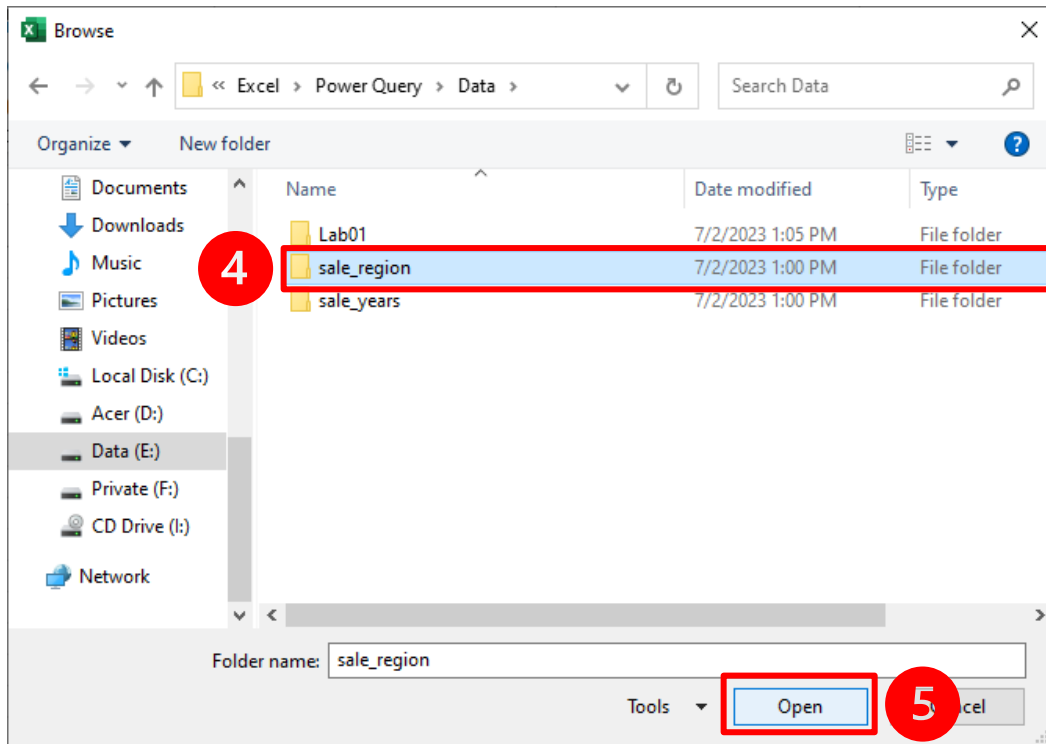 Browse
« Excel > Power Query > Data >
Search Data
Organize
New folder
Name
Date modified
Type
Documents
Downloads
Music
Pictures
Videos
Local Disk (C:)
Acer (D:)
Data (E:)
Private (F:)
CD Drive (I:)
Network
Lab01 7/2/2023 1:05 PM File folder
4
sale_region 7/2/2023 1:00 PM File folder
sale_years 7/2/2023 1:00 PM File folder
Folder name: sale_region
Tools
Open
5